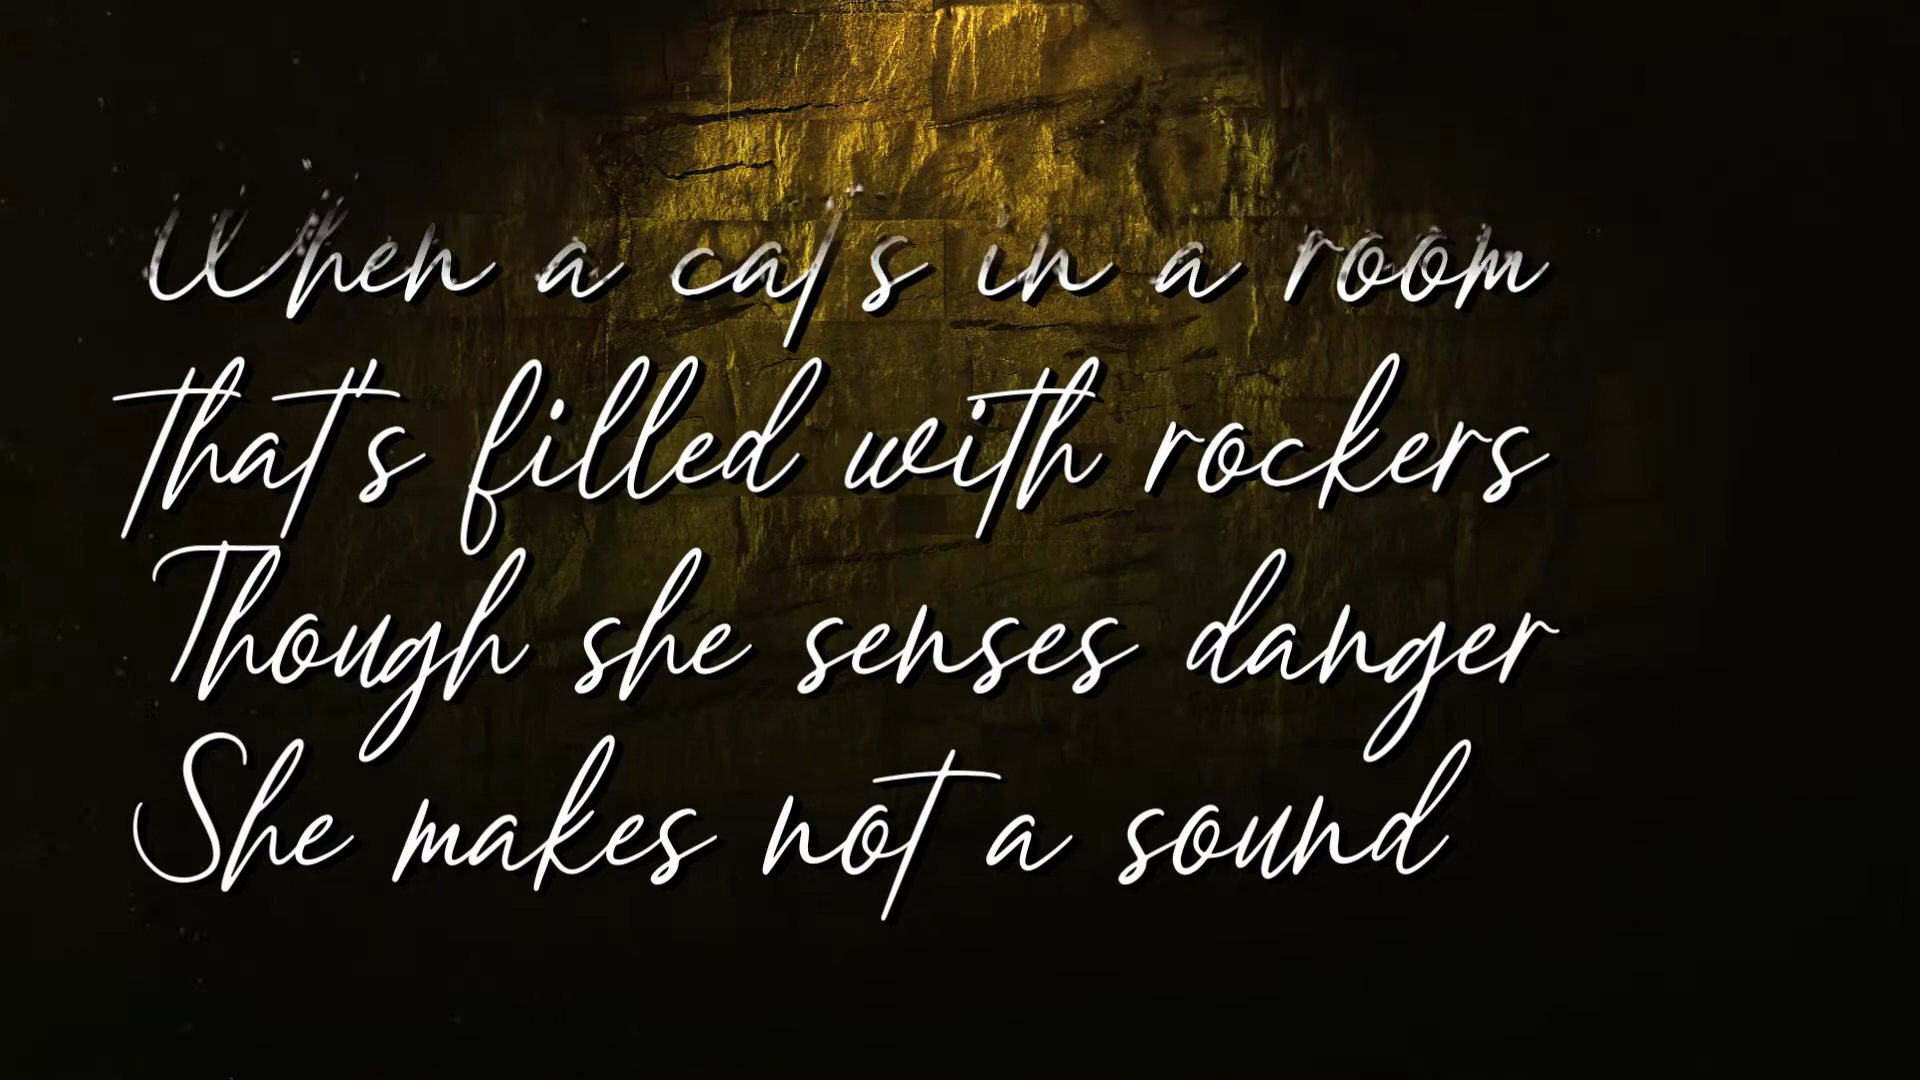 When a cat's in a room
that's filled with rockers
Though she senses danger
She makes not a sound